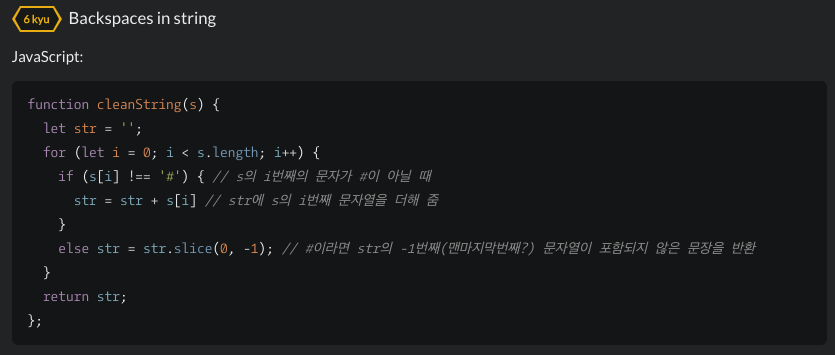 6 kyu Backspaces in string
JavaScript:
function cleanString(s) {
  let str = '';
  for (let i = 0; i < s.length; i++) {
    if (s[i] !== '#') { // s의 i번째의 문자가 #이 아닐 때
      str = str + s[i] // str에 s의 i번째 문자열을 더해 줌
    }
    else str = str.slice(0, -1); // #이라면 str의 -1번째(맨마지막번째?) 문자열이 포함되지 않은 문장을 반환
  }
  return str;
};